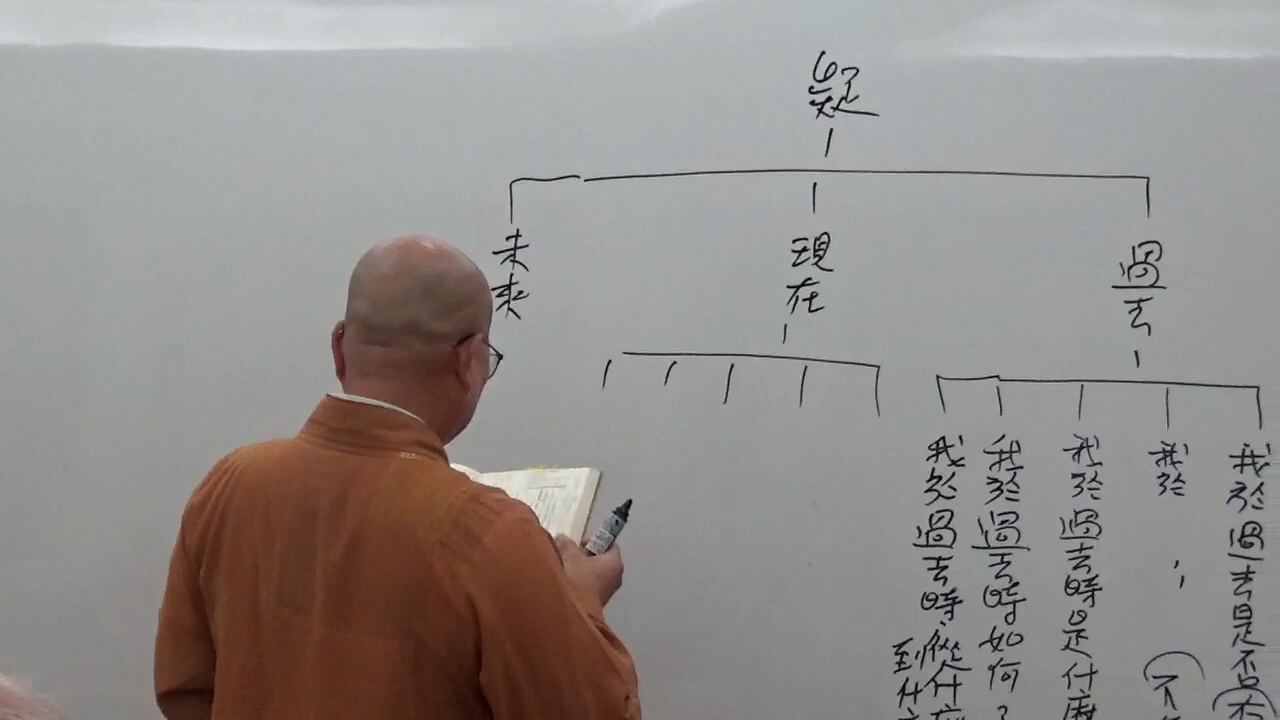 疑
過去
現在
未來
我於過去是否有
我於〃不
我於過去時是什麼
我於過去時如何？
我於過去時，從什麼
到什